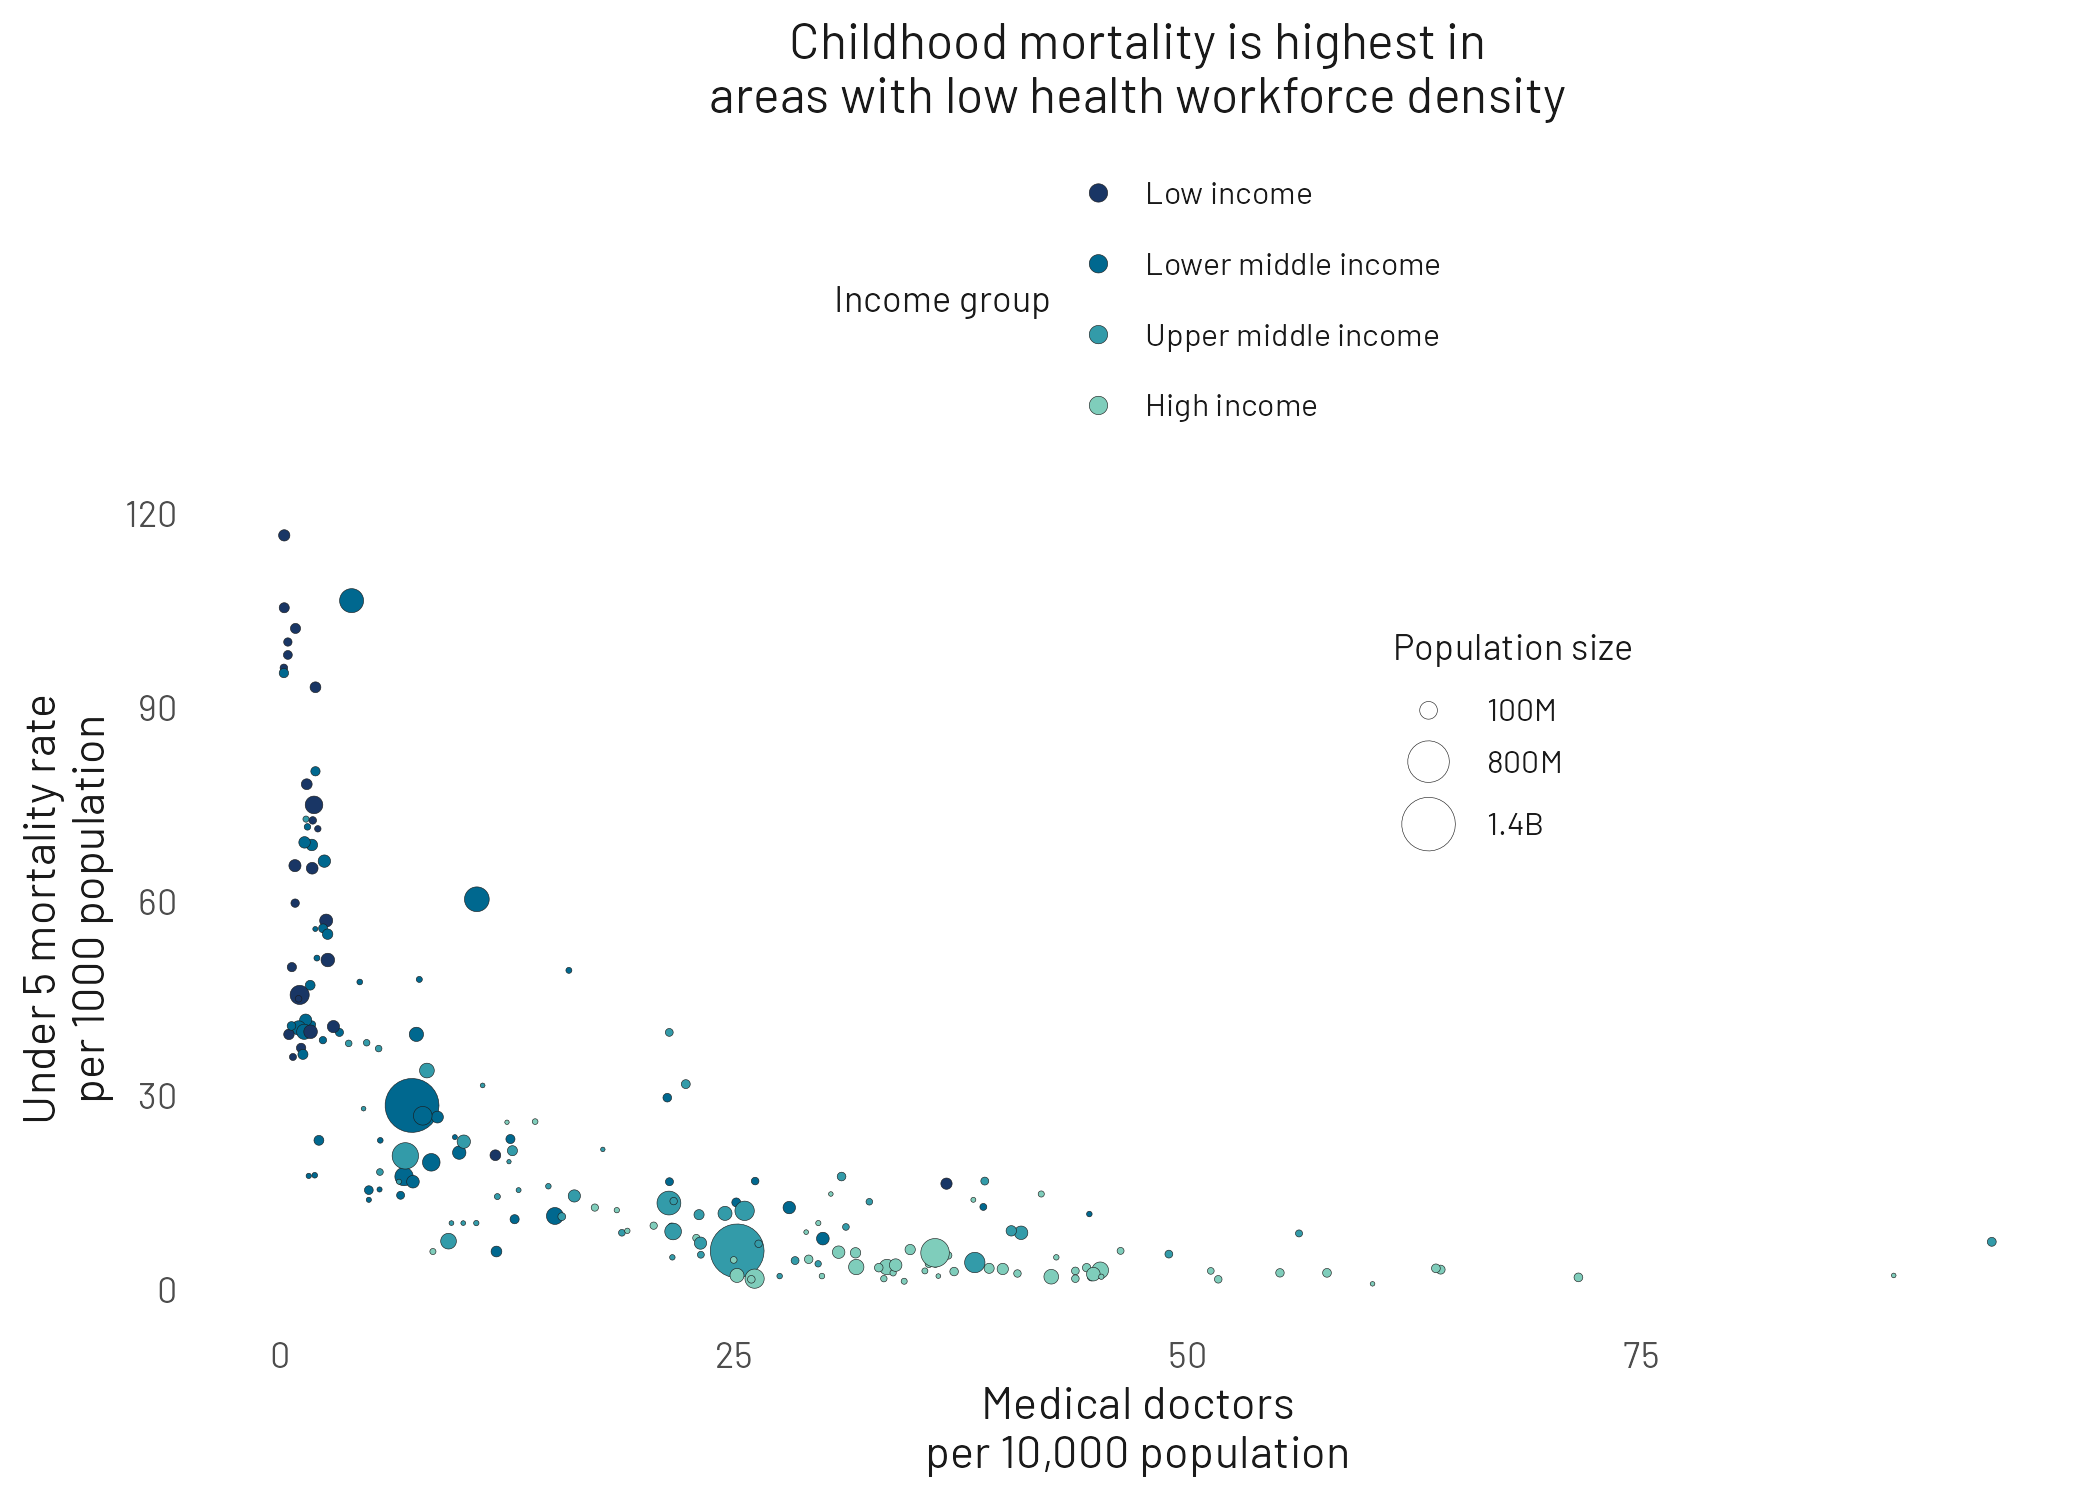 Childhood mortality is highest in
areas with low health workforce density
Income group
Low income
Lower middle income
Upper middle income
High income
Population size
100M
800M
1.4B
Under 5 mortality rate
per 1000 population
120
90
60
30
0
0
25
50
75
Medical doctors
per 10,000 population